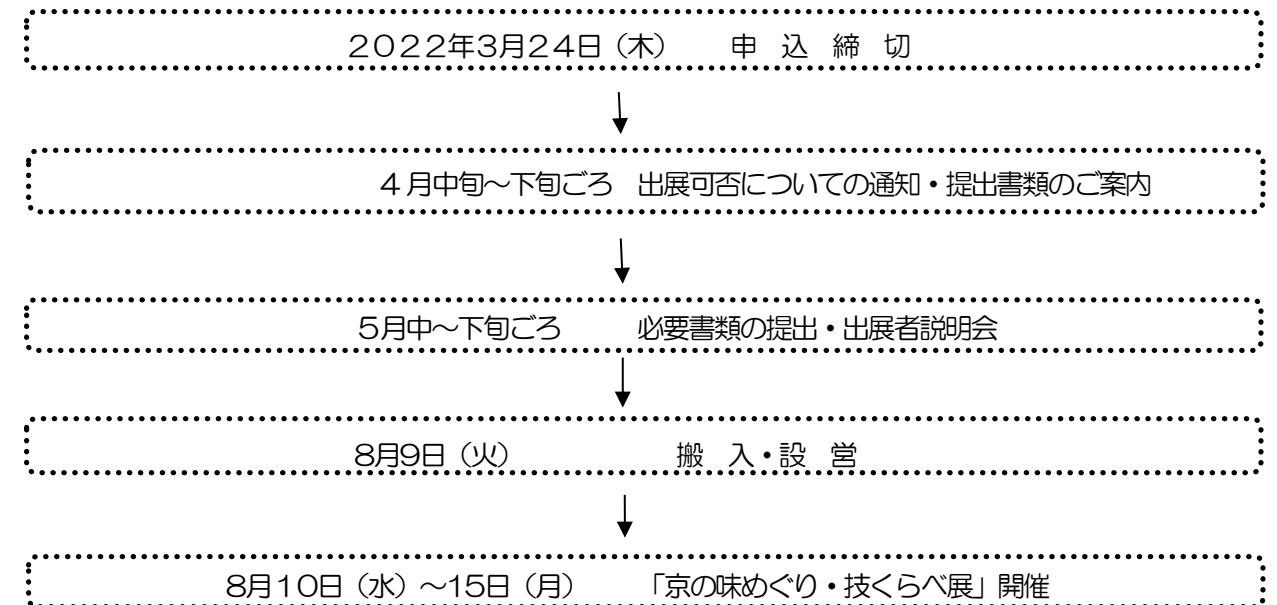 2022年3月24日（木）　　申　込　締　切
4月中旬～下旬ごろ　出展可否についての通知・提出書類のご案内
5月中～下旬ごろ　　　必要書類の提出・出展者説明会
8月9日（火）　　　　　　搬　入・設　営
8月10日（水）～15日（月）　　「京の味めぐり・技くらべ展」開催